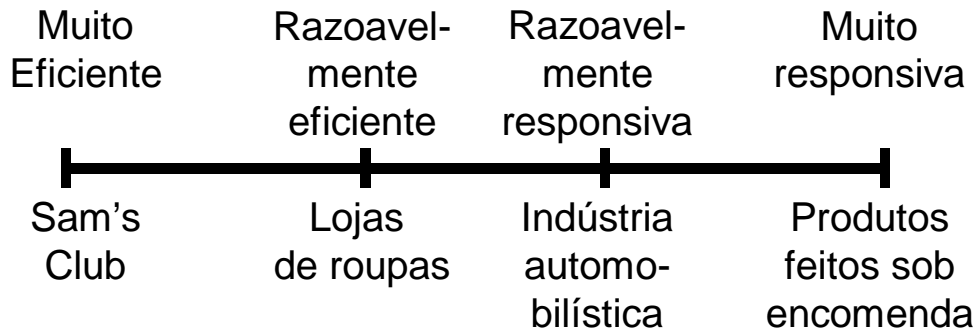 Muito
Eficiente
Razoavel-
mente
eficiente
Razoavel-
mente
responsiva
Muito
responsiva
Sam’s
Club
Lojas
de roupas
Indústria
automo-
bilística
Produtos
feitos sob
encomenda